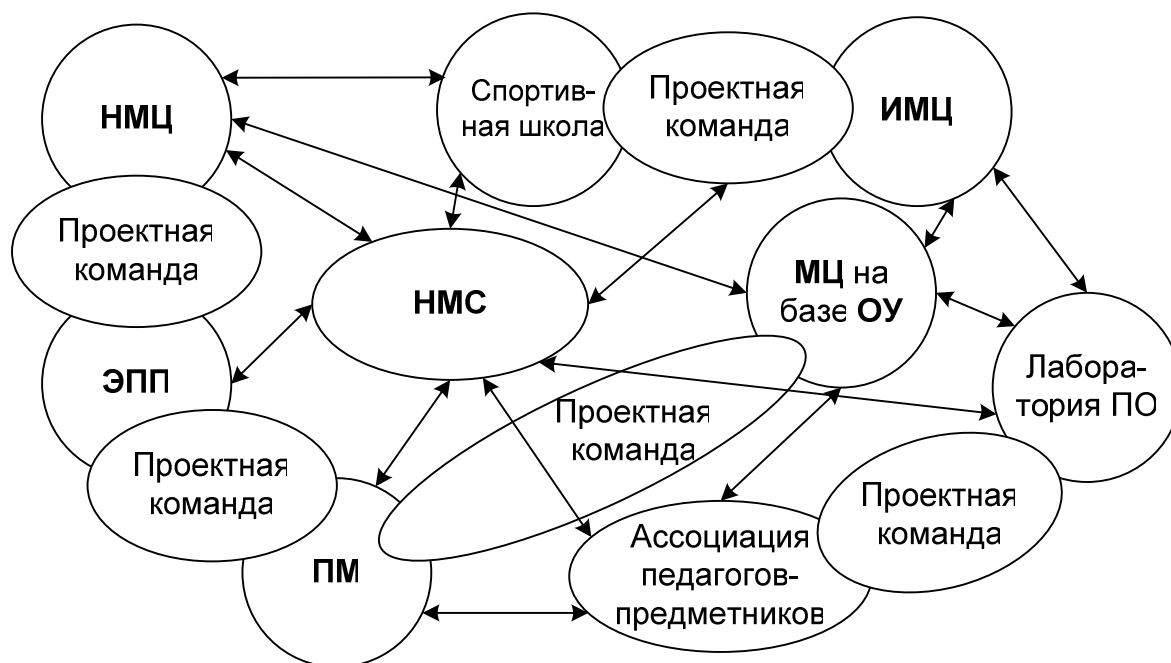 НМЦ
Спортив-
ная школа
Проектная
команда
ИМЦ
Проектная
команда
НМС
МЦ на
базе ОУ
ЭПП
Лабора-
тория ПО
Проектная
команда
Проектная
команда
Проектная
команда
Ассоциация
педагогов-
предметников
ПМ